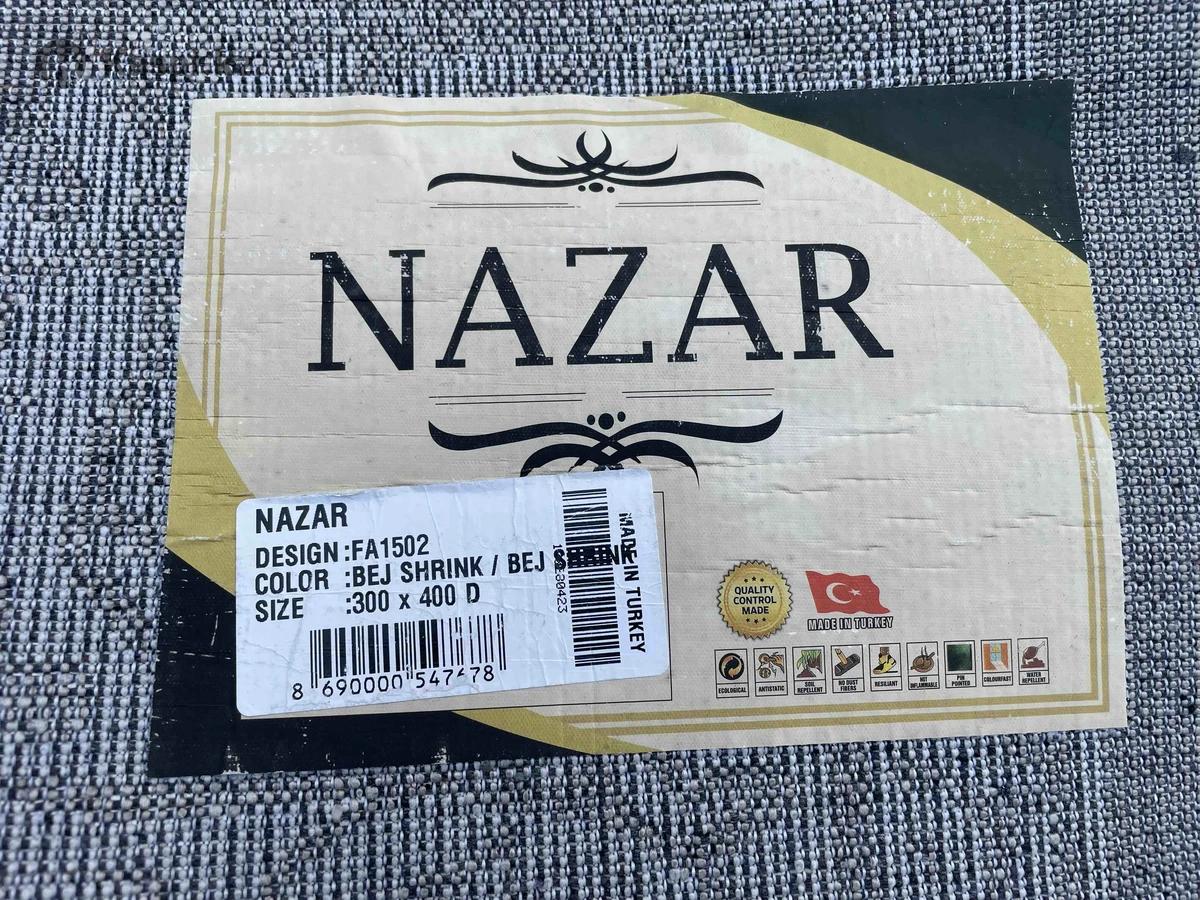 NAZAR
NAZAR
DESIGN :FA1502
COLOR :BEJ SHRINK / BEJ SHRINK
SIZE :300 x 400 D
8 690000 547478
MADE IN TURKEY
QUALITY
CONTROL
MADE
MADE IN TURKEY
ECOLOGICAL
ANTISTATIC
SOIL
REPELLENT
NO DUST
FIBERS
RESILIANT
NOT
INFLAMMABLE
PIN
POINTED
COLOURFAST
WATER
REPELLENT